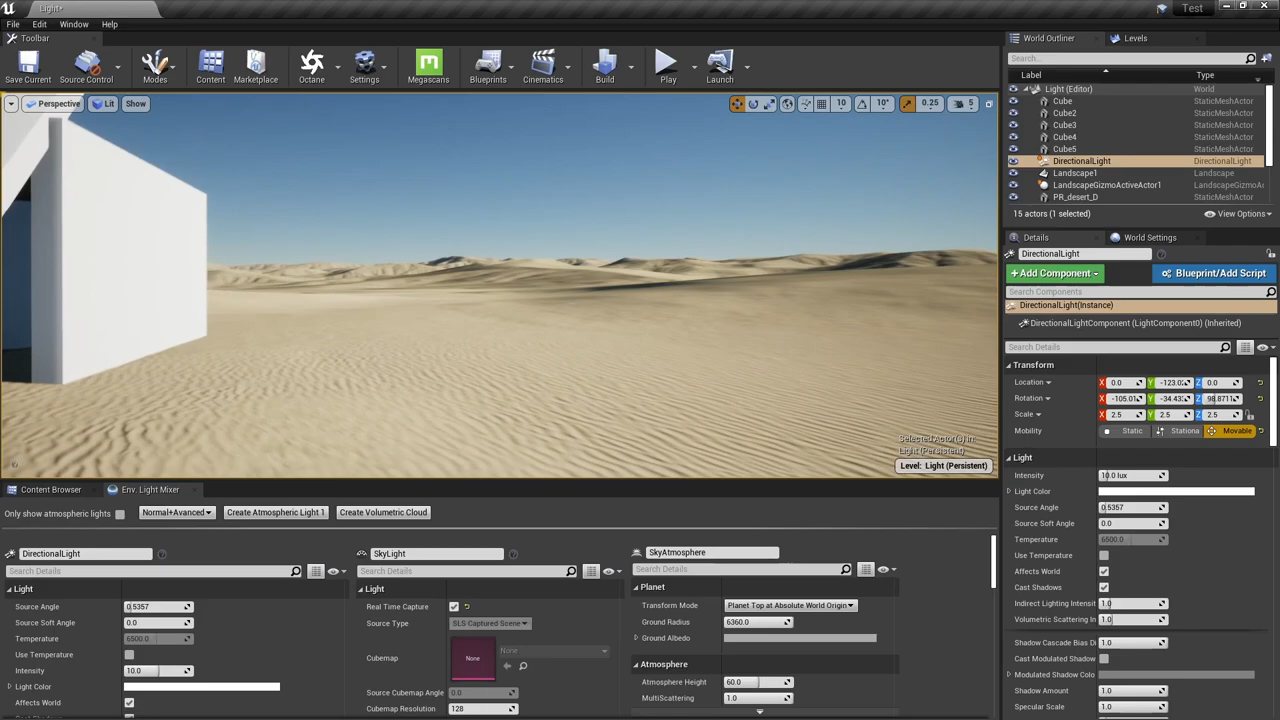 Light*
Test
File Edit Window Help
Toolbar
World Outliner
Levels
Save Current
Source Control
Modes
Content
Marketplace
Octane
Settings
Megascans
Blueprints
Cinematics
Build
Play
Launch
Search...
Label
Type
Perspective
Lit
Show
10
10°
0.25
5
Light (Editor) World
Cube StaticMeshActor
Cube2 StaticMeshActor
Cube3 StaticMeshActor
Cube4 StaticMeshActor
Cube5 StaticMeshActor
DirectionalLight DirectionalLight
Landscape1 Landscape
LandscapeGizmoActiveActor1 LandscapeGizmoA
PR_desert_D StaticMeshActor
15 actors (1 selected)
View Options
Details
World Settings
DirectionalLight
+Add Component
Blueprint/Add Script
Search Components
DirectionalLight(Instance)
DirectionalLightComponent (LightComponent0) (Inherited)
Search Details
Transform
Location X 0.0 Y Z 0.0
Rotation X Y Z
Scale X 2.5 Y 2.5 Z 2.5
Mobility Static Stationa Movable
Light
Intensity 10.0 lux
Light Color
Source Angle 0.5357
Source Soft Angle 0.0
Temperature 6500.0
Use Temperature
Affects World
Cast Shadows
Indirect Lighting Intensit 1.0
Volumetric Scattering In 1.0
Shadow Cascade Bias Di 1.0
Cast Modulated Shadow
Modulated Shadow Colo
Shadow Amount 1.0
Specular Scale 1.0
Selected Actor(s) in:
Light (Persistent)
Level: Light (Persistent)
Content Browser
Env. Light Mixer
Only show atmospheric lights
Normal+Avanced
Create Atmospheric Light 1
Create Volumetric Cloud
DirectionalLight
Search Details
Light
Source Angle 0.5357
Source Soft Angle 0.0
Temperature 6500.0
Use Temperature
Intensity 10.0
Light Color
Affects World
SkyLight
Search Details
Light
Real Time Capture
Source Type SLS Captured Scene
Cubemap None None
Source Cubemap Angle 0.0
Cubemap Resolution 128
SkyAtmosphere
Search Details
Planet
Transform Mode Planet Top at Absolute World Origin
Ground Radius 6360.0
Ground Albedo
Atmosphere
Atmosphere Height 60.0
MultiScattering 1.0